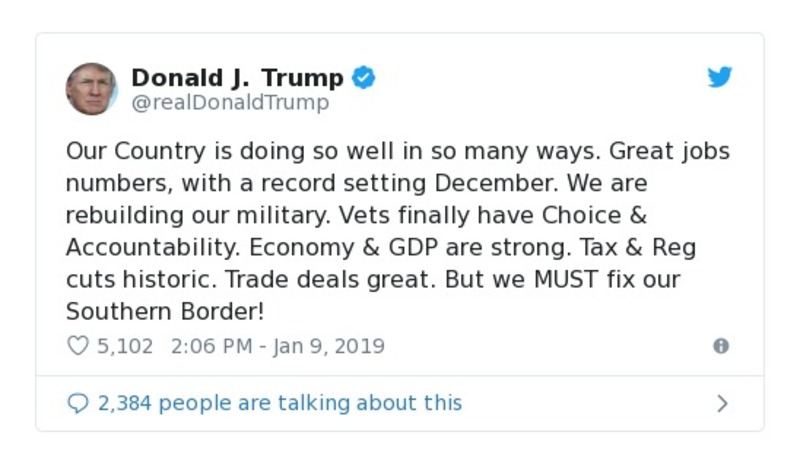 Donald J. Trump
@realDonaldTrump
Our Country is doing so well in so many ways. Great jobs
numbers, with a record setting December. We are
rebuilding our military. Vets finally have Choice &
Accountability. Economy & GDP are strong. Tax & Reg
cuts historic. Trade deals great. But we MUST fix our
Southern Border!
5,102 2:06 PM - Jan 9, 2019
2,384 people are talking about this